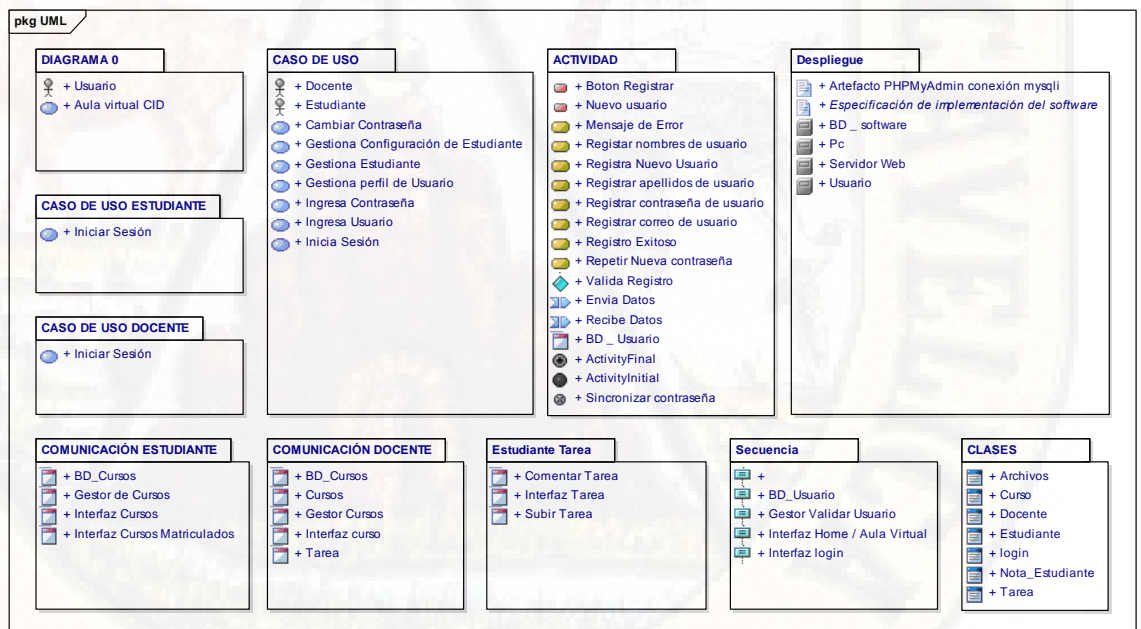 pkg UML
DIAGRAMA 0
+ Usuario
+ Aula virtual CID
CASO DE USO
+ Docente
+ Estudiante
+ Cambiar Contraseña
+ Gestiona Configuración de Estudiante
+ Gestiona Estudiante
+ Gestiona perfil de Usuario
+ Ingresa Contraseña
+ Ingresa Usuario
+ Inicia Sesión
ACTIVIDAD
+ Boton Registrar
+ Nuevo usuario
+ Mensaje de Error
+ Registar nombres de usuario
+ Registra Nuevo Usuario
+ Registrar apellidos de usuario
+ Registrar contraseña de usuario
+ Registrar correo de usuario
+ Registro Exitoso
+ Repetir Nueva contraseña
+ Valida Registro
+ Envia Datos
+ Recibe Datos
+ BD _ Usuario
+ ActivityFinal
+ ActivityInitial
+ Sincronizar contraseña
Despliegue
+ Artefacto PHPMyAdmin conexión mysqli
+ Especificación de implementación del software
+ BD _ software
+ Pc
+ Servidor Web
+ Usuario
CASO DE USO ESTUDIANTE
+ Iniciar Sesión
CASO DE USO DOCENTE
+ Iniciar Sesión
COMUNICACIÓN ESTUDIANTE
+ BD_Cursos
+ Gestor de Cursos
+ Interfaz Cursos
+ Interfaz Cursos Matriculados
COMUNICACIÓN DOCENTE
+ BD_Cursos
+ Cursos
+ Gestor Cursos
+ Interfaz curso
+ Tarea
Estudiante Tarea
+ Comentar Tarea
+ Interfaz Tarea
+ Subir Tarea
Secuencia
+
+ BD_Usuario
+ Gestor Validar Usuario
+ Interfaz Home / Aula Virtual
+ Interfaz login
CLASES
+ Archivos
+ Curso
+ Docente
+ Estudiante
+ login
+ Nota_Estudiante
+ Tarea